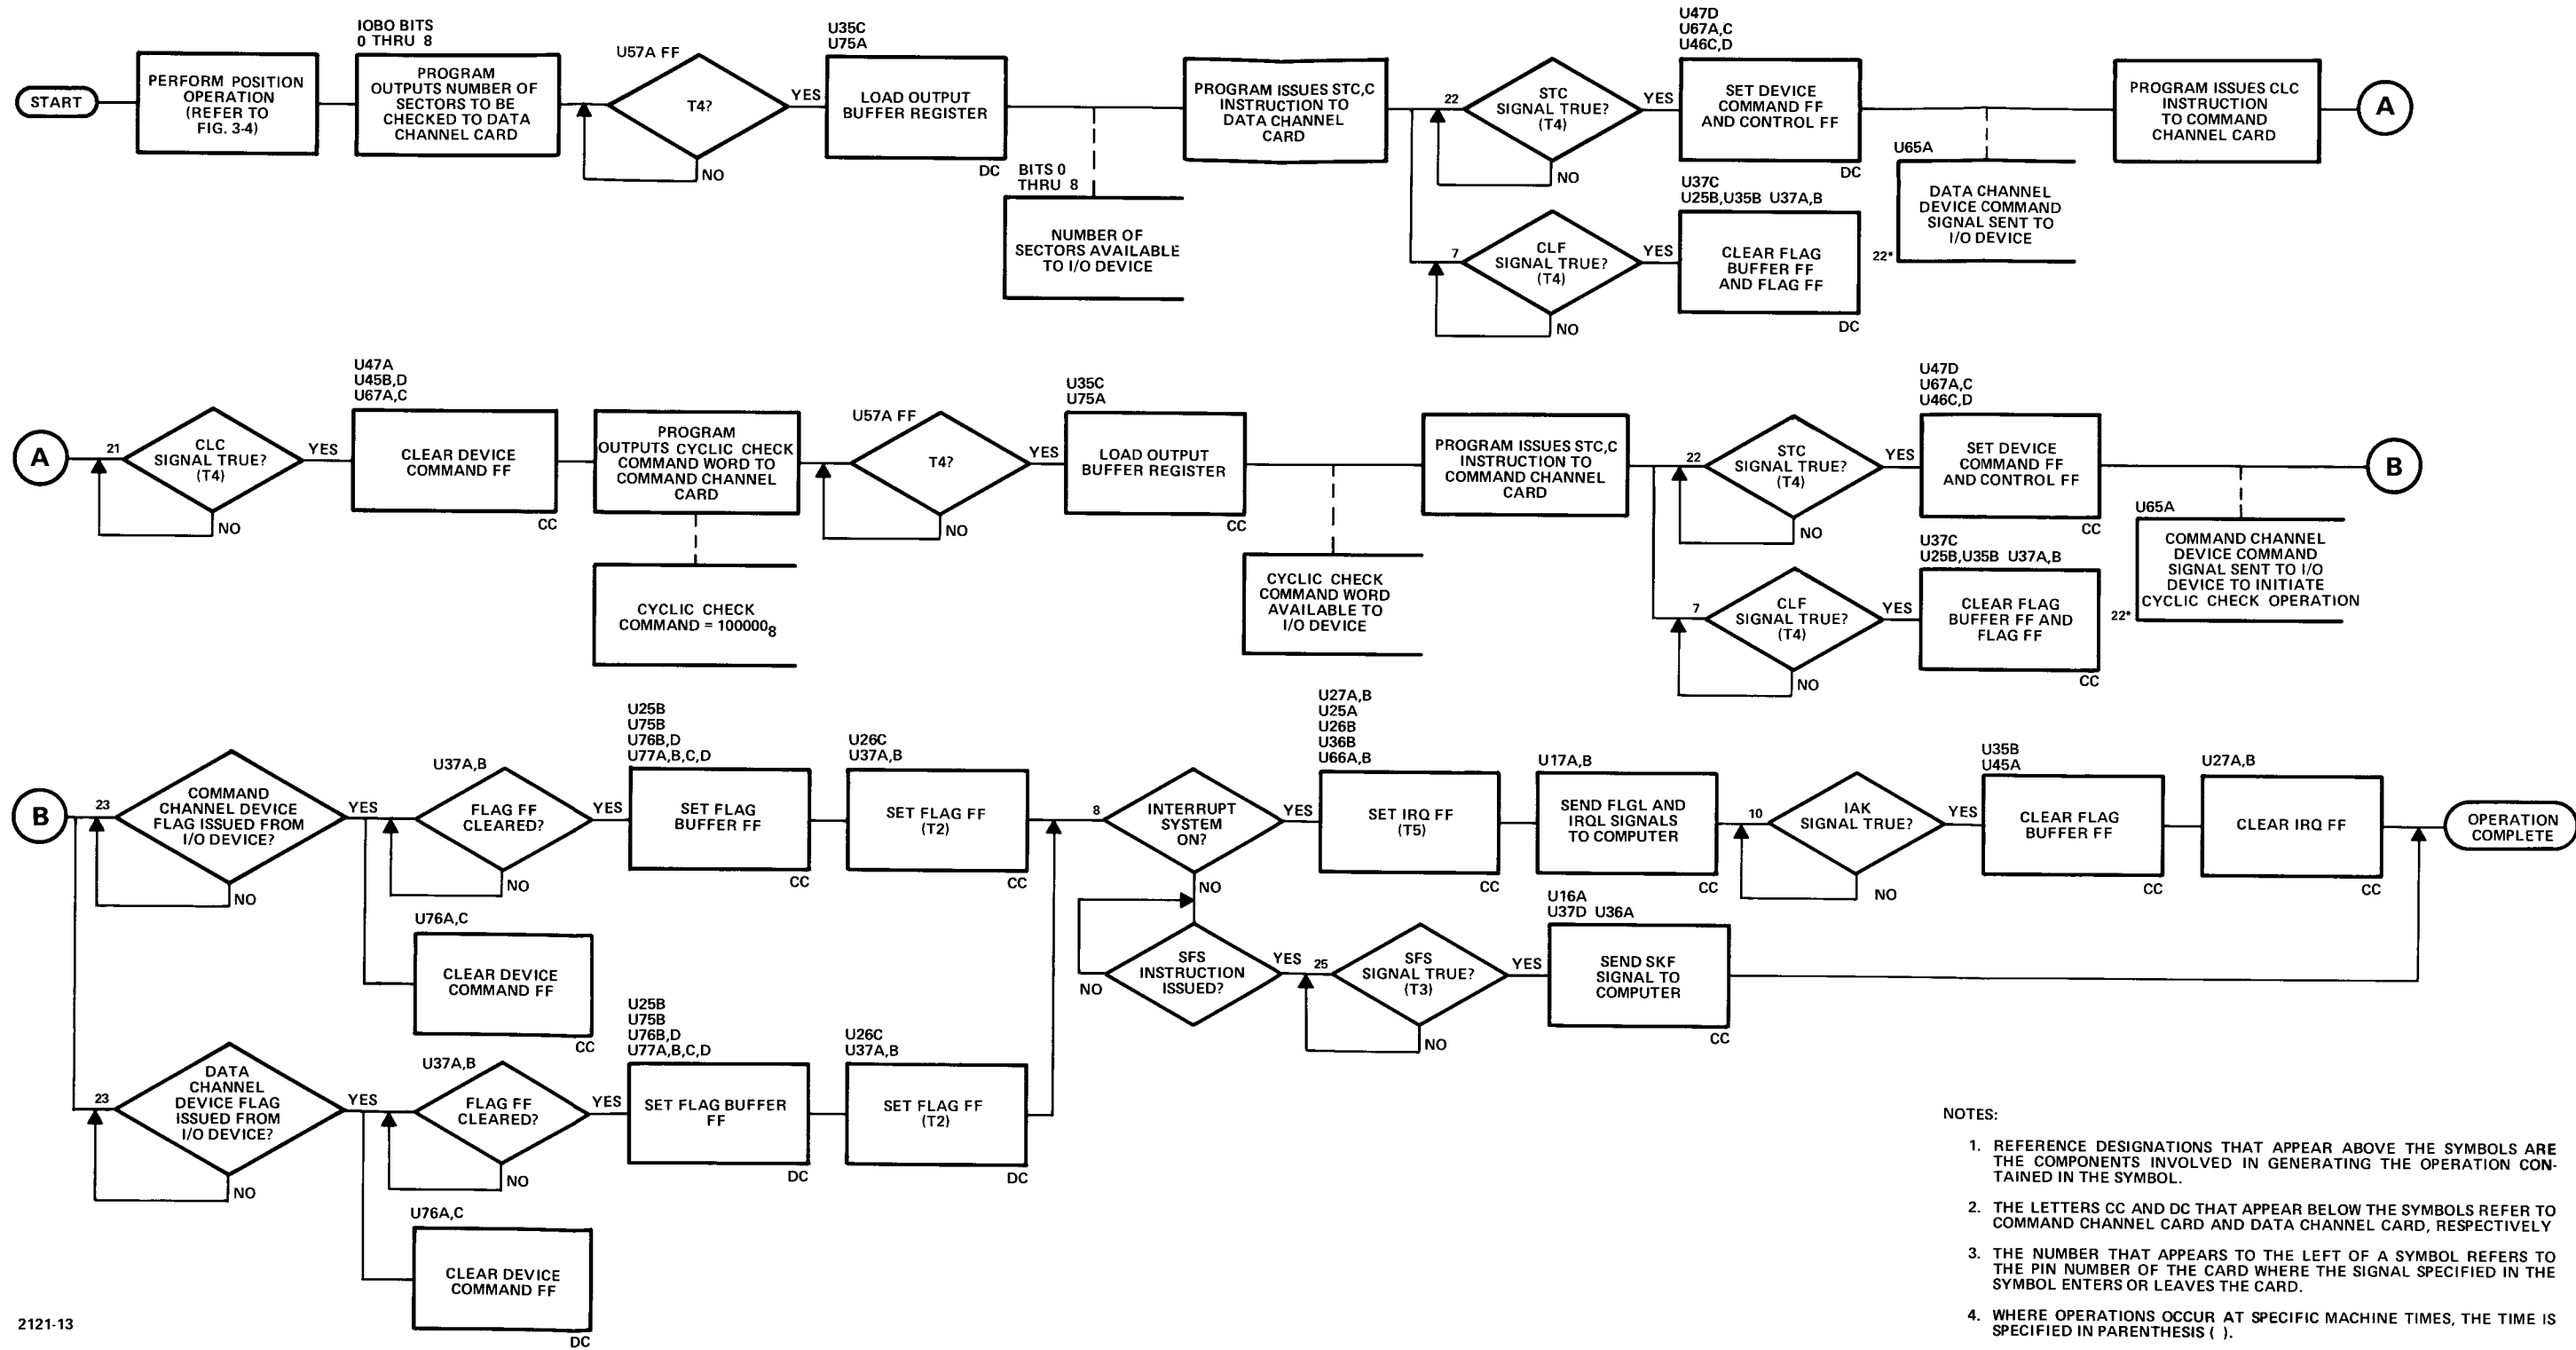 START
PERFORM POSITION
OPERATION
(REFER TO
FIG. 3-4)
IOBO BITS
0 THRU 8
PROGRAM
OUTPUTS NUMBER OF
SECTORS TO BE
CHECKED TO DATA
CHANNEL CARD
U57A FF
T4?
YES
NO
U35C
U75A
LOAD OUTPUT
BUFFER REGISTER
DC
BITS 0
THRU 8
NUMBER OF
SECTORS AVAILABLE
TO I/O DEVICE
PROGRAM ISSUES STC,C
INSTRUCTION TO
DATA CHANNEL
CARD
22
STC
SIGNAL TRUE?
(T4)
YES
NO
U47D
U67A,C
U46C,D
SET DEVICE
COMMAND FF
AND CONTROL FF
DC
7
CLF
SIGNAL TRUE?
(T4)
YES
NO
U37C
U25B,U35B U37A,B
CLEAR FLAG
BUFFER FF
AND FLAG FF
DC
U65A
22*
DATA CHANNEL
DEVICE COMMAND
SIGNAL SENT TO
I/O DEVICE
PROGRAM ISSUES CLC
INSTRUCTION
TO COMMAND
CHANNEL CARD
A
A
21
CLC
SIGNAL TRUE?
(T4)
YES
NO
U47A
U45B,D
U67A,C
CLEAR DEVICE
COMMAND FF
CC
PROGRAM
OUTPUTS CYCLIC CHECK
COMMAND WORD TO
COMMAND CHANNEL
CARD
CYCLIC CHECK
COMMAND = 1000008
U57A FF
T4?
YES
NO
U35C
U75A
LOAD OUTPUT
BUFFER REGISTER
CC
CYCLIC CHECK
COMMAND WORD
AVAILABLE TO
I/O DEVICE
PROGRAM ISSUES STC,C
INSTRUCTION TO
COMMAND CHANNEL
CARD
22
STC
SIGNAL TRUE?
(T4)
YES
NO
U47D
U67A,C
U46C,D
SET DEVICE
COMMAND FF
AND CONTROL FF
CC
7
CLF
SIGNAL TRUE?
(T4)
YES
NO
U37C
U25B,U35B U37A,B
CLEAR FLAG
BUFFER FF AND
FLAG FF
CC
U65A
22*
COMMAND CHANNEL
DEVICE COMMAND
SIGNAL SENT TO I/O
DEVICE TO INITIATE
CYCLIC CHECK OPERATION
B
B
23
COMMAND
CHANNEL DEVICE
FLAG ISSUED FROM
I/O DEVICE?
YES
NO
U37A,B
FLAG FF
CLEARED?
YES
NO
U76A,C
CLEAR DEVICE
COMMAND FF
CC
U25B
U75B
U76B,D
U77A,B,C,D
SET FLAG
BUFFER FF
CC
U26C
U37A,B
SET FLAG FF
(T2)
CC
8
INTERRUPT
SYSTEM
ON?
YES
NO
U27A,B
U25A
U26B
U36B
U66A,B
SET IRQ FF
(T5)
CC
U17A,B
SEND FLGL AND
IRQL SIGNALS
TO COMPUTER
CC
10
IAK
SIGNAL TRUE?
YES
NO
U35B
U45A
CLEAR FLAG
BUFFER FF
CC
U27A,B
CLEAR IRQ FF
CC
OPERATION
COMPLETE
SFS
INSTRUCTION
ISSUED?
YES
NO
25
SFS
SIGNAL TRUE?
(T3)
YES
NO
U16A
U37D U36A
SEND SKF
SIGNAL TO
COMPUTER
CC
23
DATA
CHANNEL
DEVICE FLAG
ISSUED FROM
I/O DEVICE?
YES
NO
U37A,B
FLAG FF
CLEARED?
YES
NO
U76A,C
CLEAR DEVICE
COMMAND FF
DC
U25B
U75B
U76B,D
U77A,B,C,D
SET FLAG BUFFER
FF
DC
U26C
U37A,B
SET FLAG FF
(T2)
DC
NOTES:
1. REFERENCE DESIGNATIONS THAT APPEAR ABOVE THE SYMBOLS ARE
THE COMPONENTS INVOLVED IN GENERATING THE OPERATION CON-
TAINED IN THE SYMBOL.
2. THE LETTERS CC AND DC THAT APPEAR BELOW THE SYMBOLS REFER TO
COMMAND CHANNEL CARD AND DATA CHANNEL CARD, RESPECTIVELY
3. THE NUMBER THAT APPEARS TO THE LEFT OF A SYMBOL REFERS TO
THE PIN NUMBER OF THE CARD WHERE THE SIGNAL SPECIFIED IN THE
SYMBOL ENTERS OR LEAVES THE CARD.
4. WHERE OPERATIONS OCCUR AT SPECIFIC MACHINE TIMES, THE TIME IS
SPECIFIED IN PARENTHESIS ( ).
2121-13